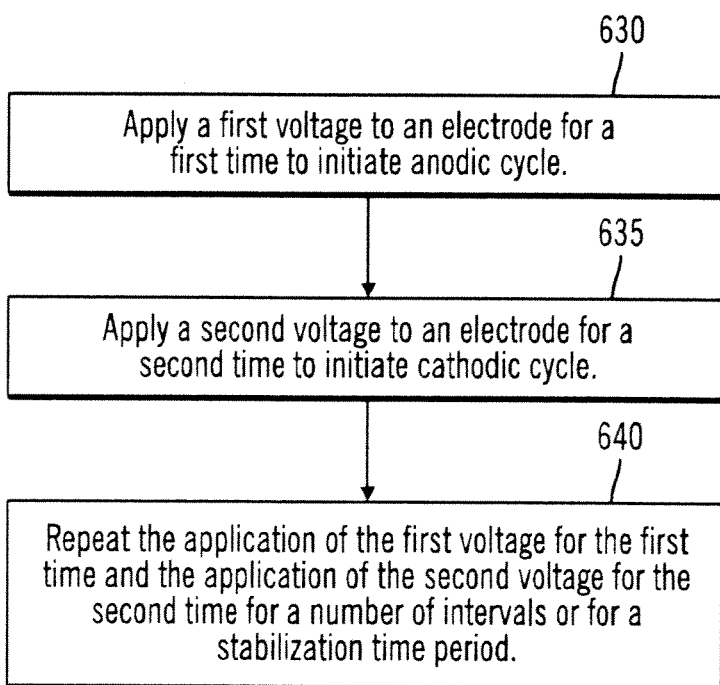 630
Apply a first voltage to an electrode for a
first time to initiate anodic cycle.
635
Apply a second voltage to an electrode for a
second time to initiate cathodic cycle.
640
Repeat the application of the first voltage for the first
time and the application of the second voltage for the
second time for a number of intervals or for a
stabilization time period.